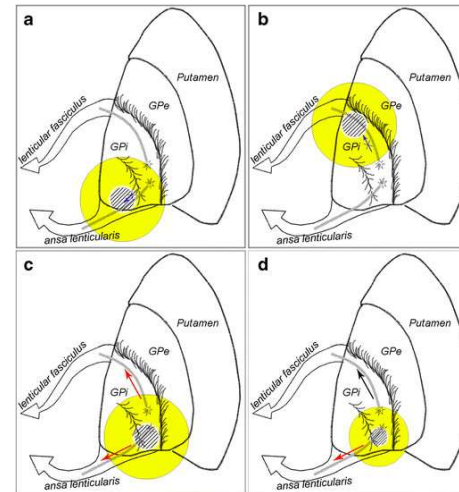 a
Putamen
GPe
lenticular fasciculus
GPi
ansa lenticularis
b
Putamen
GPe
lenticular fasciculus
GPi
ansa lenticularis
c
Putamen
GPe
lenticular fasciculus
GPi
ansa lenticularis
d
Putamen
GPe
lenticular fasciculus
GPi
ansa lenticularis